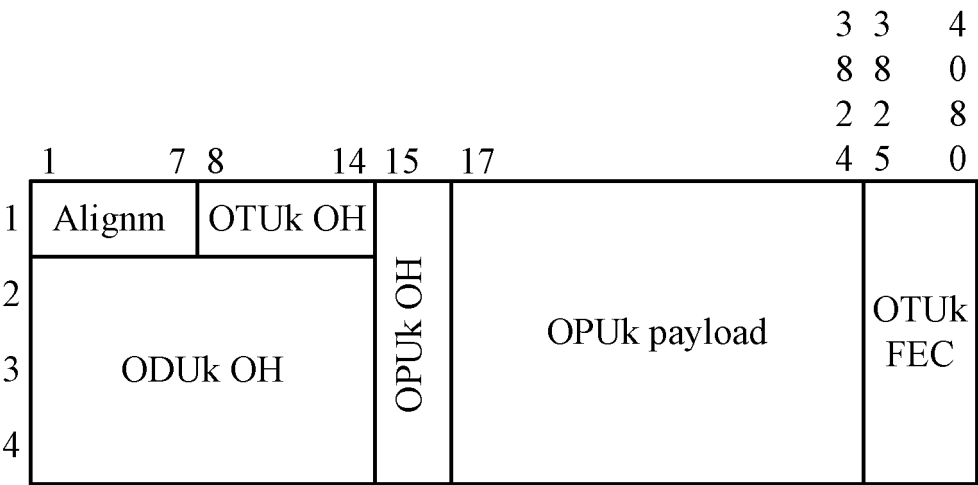 3 3 4
8 8 0
2 2 8
1 7 8 14 15 17 4 5 0
1 Alignm OTUk OH
2
OPUk OH
OPUk payload
OTUk
FEC
3 ODUk OH
4